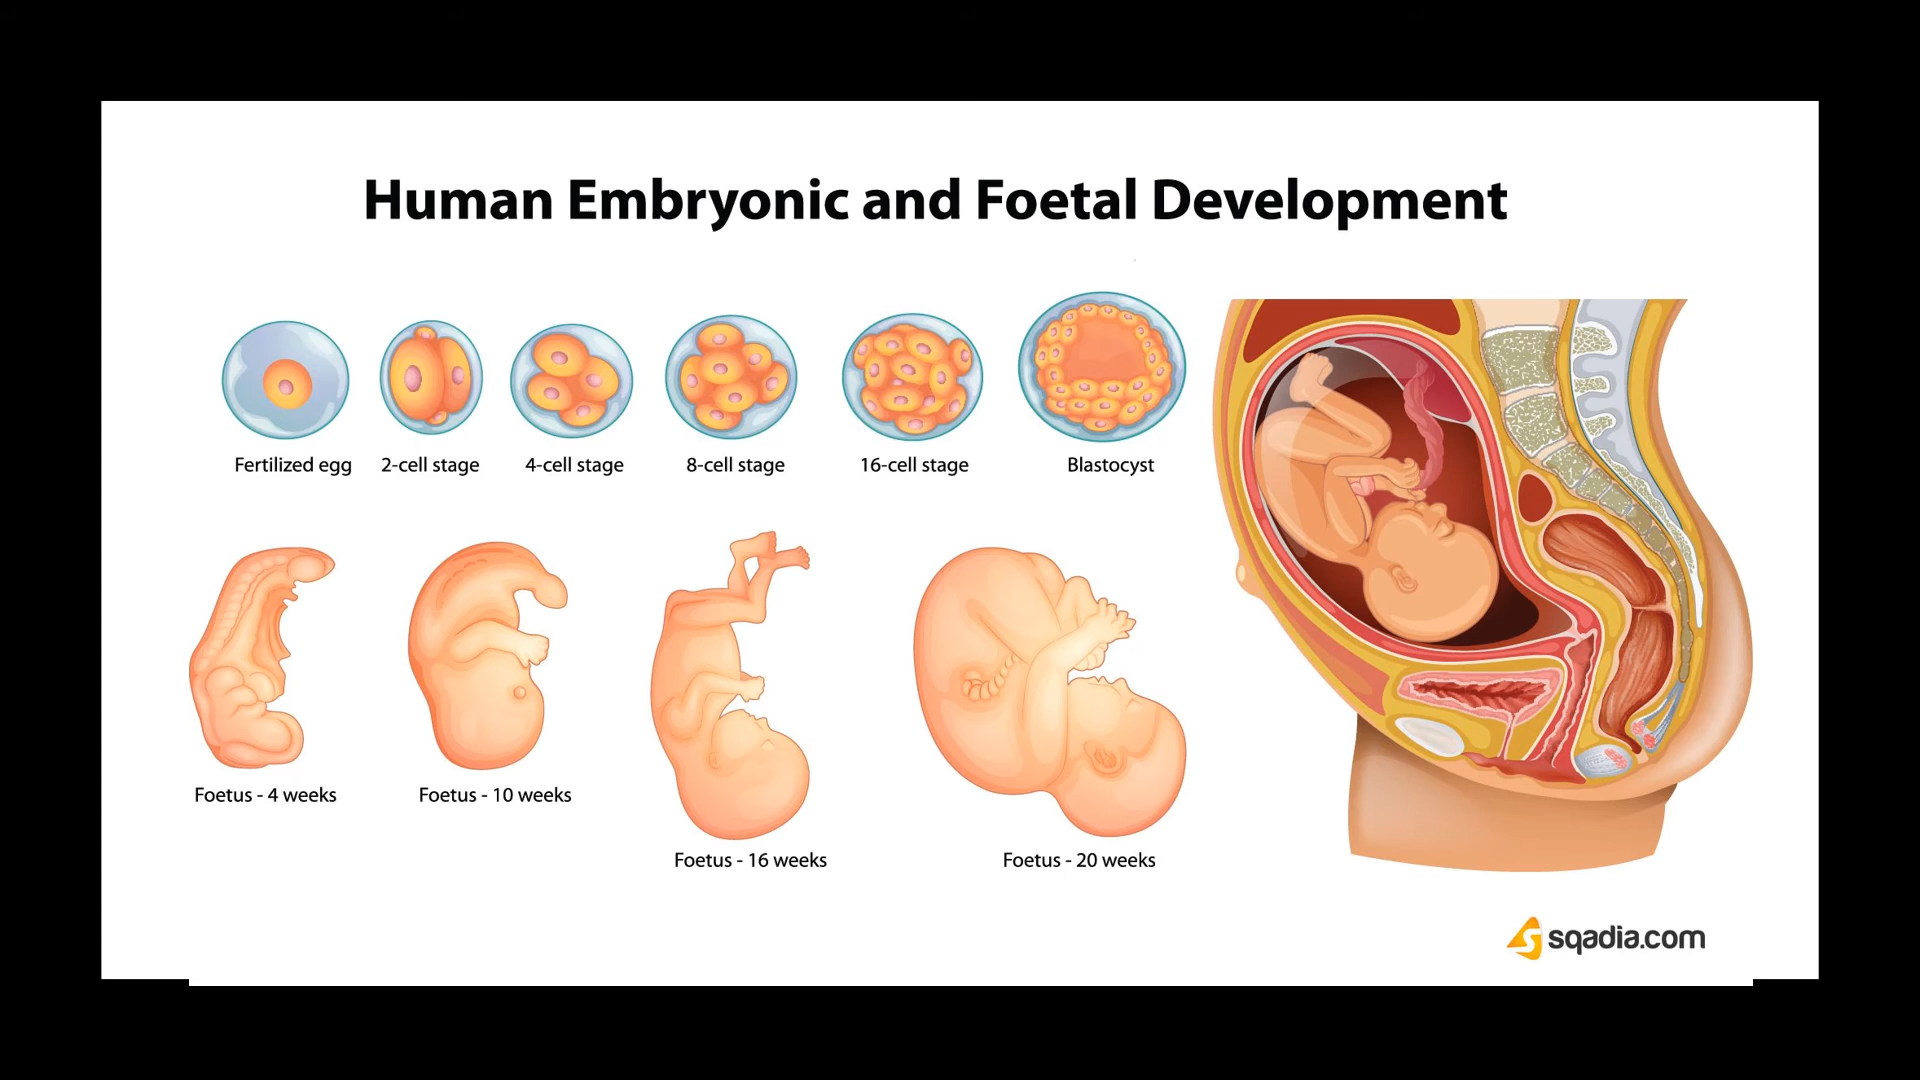 Human Embryonic and Foetal Development
Fertilized egg
2-cell stage
4-cell stage
8-cell stage
16-cell stage
Blastocyst
Foetus - 4 weeks
Foetus - 10 weeks
Foetus - 16 weeks
Foetus - 20 weeks
sqadia.com